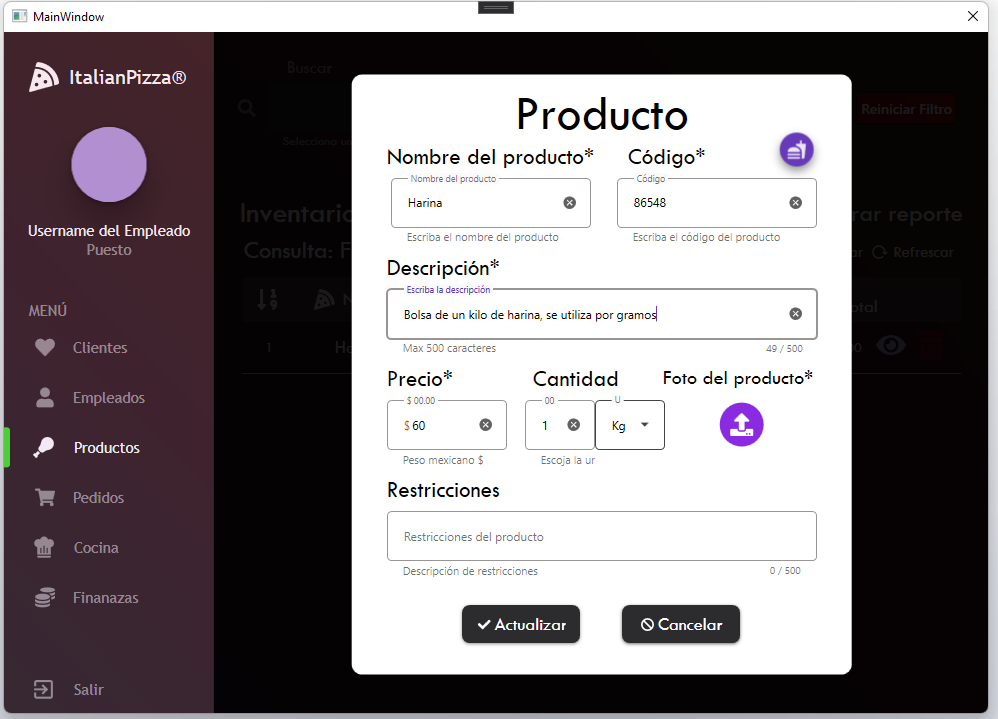 MainWindow
ItalianPizza®
Username del Empleado
Puesto
MENÚ
Clientes
Empleados
Productos
Pedidos
Cocina
Finanazas
Salir
Buscar
Selecciona
Reiniciar Filtro
Inventario
rar reporte
Consulta: F
ar
Refrescar
N
otal
1
Ha
00
Producto
Nombre del producto* Código*
Nombre del producto Código
Harina 86548
Escriba el nombre del producto Escriba el código del producto
Descripción*
Escriba la descripción
Bolsa de un kilo de harina, se utiliza por gramos
Max 500 caracteres 49 / 500
Precio* Cantidad Foto del producto*
$ 00.00 00 U
$ 60 1 Kg
Peso mexicano $ Escoja la ur
Restricciones
Restricciones del producto
Descripción de restricciones 0 / 500
Actualizar Cancelar